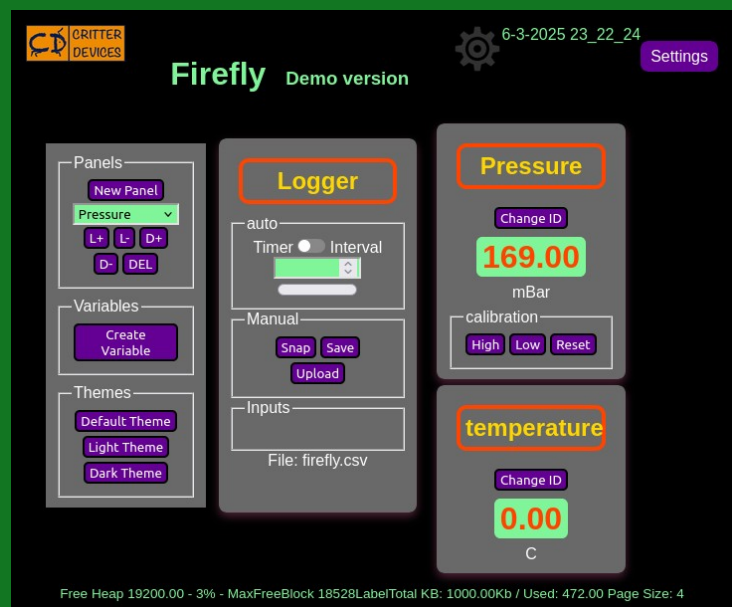 CD CRITTER DEVICES
Firefly Demo version
6-3-2025 23_22_24
Settings
Panels
New Panel
Pressure
L+ L- D+
D- DEL
Variables
Create
Variable
Themes
Default Theme
Light Theme
Dark Theme
Logger
auto
Timer Interval
Manual
Snap Save
Upload
Inputs
File: firefly.csv
Pressure
Change ID
169.00
mBar
calibration
High Low Reset
temperature
Change ID
0.00
C
Free Heap 19200.00 - 3% - MaxFreeBlock 18528LabelTotal KB: 1000.00Kb / Used: 472.00 Page Size: 4